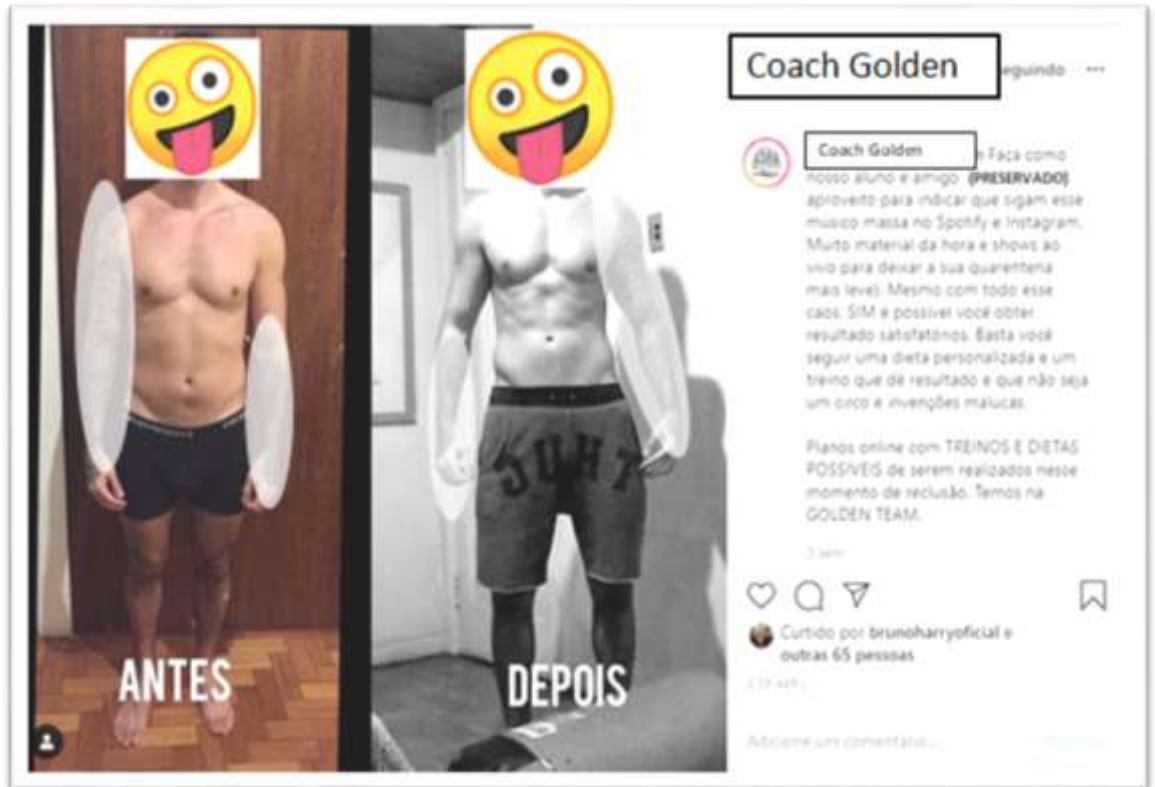 Coach Golden
eguindo
Coach Golden
Faça como
nosso aluno e amigo (PRESERVADO)
aproveito para indicar que sigam esse
músico massa no Spotify e Instagram.
Muito material da hora e shows ao
vivo para deixar a sua quarentena
mais leve). Mesmo com todo esse
caos. SIM é possível você obter
resultado satisfatórios. Basta você
seguir uma dieta personalizada e um
treino que dê resultado e que não seja
um circo e invenções malucas.
Planos online com TREINOS E DIETAS
POSSÍVEIS de serem realizados nesse
momento de reclusão. Temos na
GOLDEN TEAM.
3 sem
Curtido por brunoharryoficial e
outras 65 pessoas
Adicione um comentário...
ANTES
DEPOIS